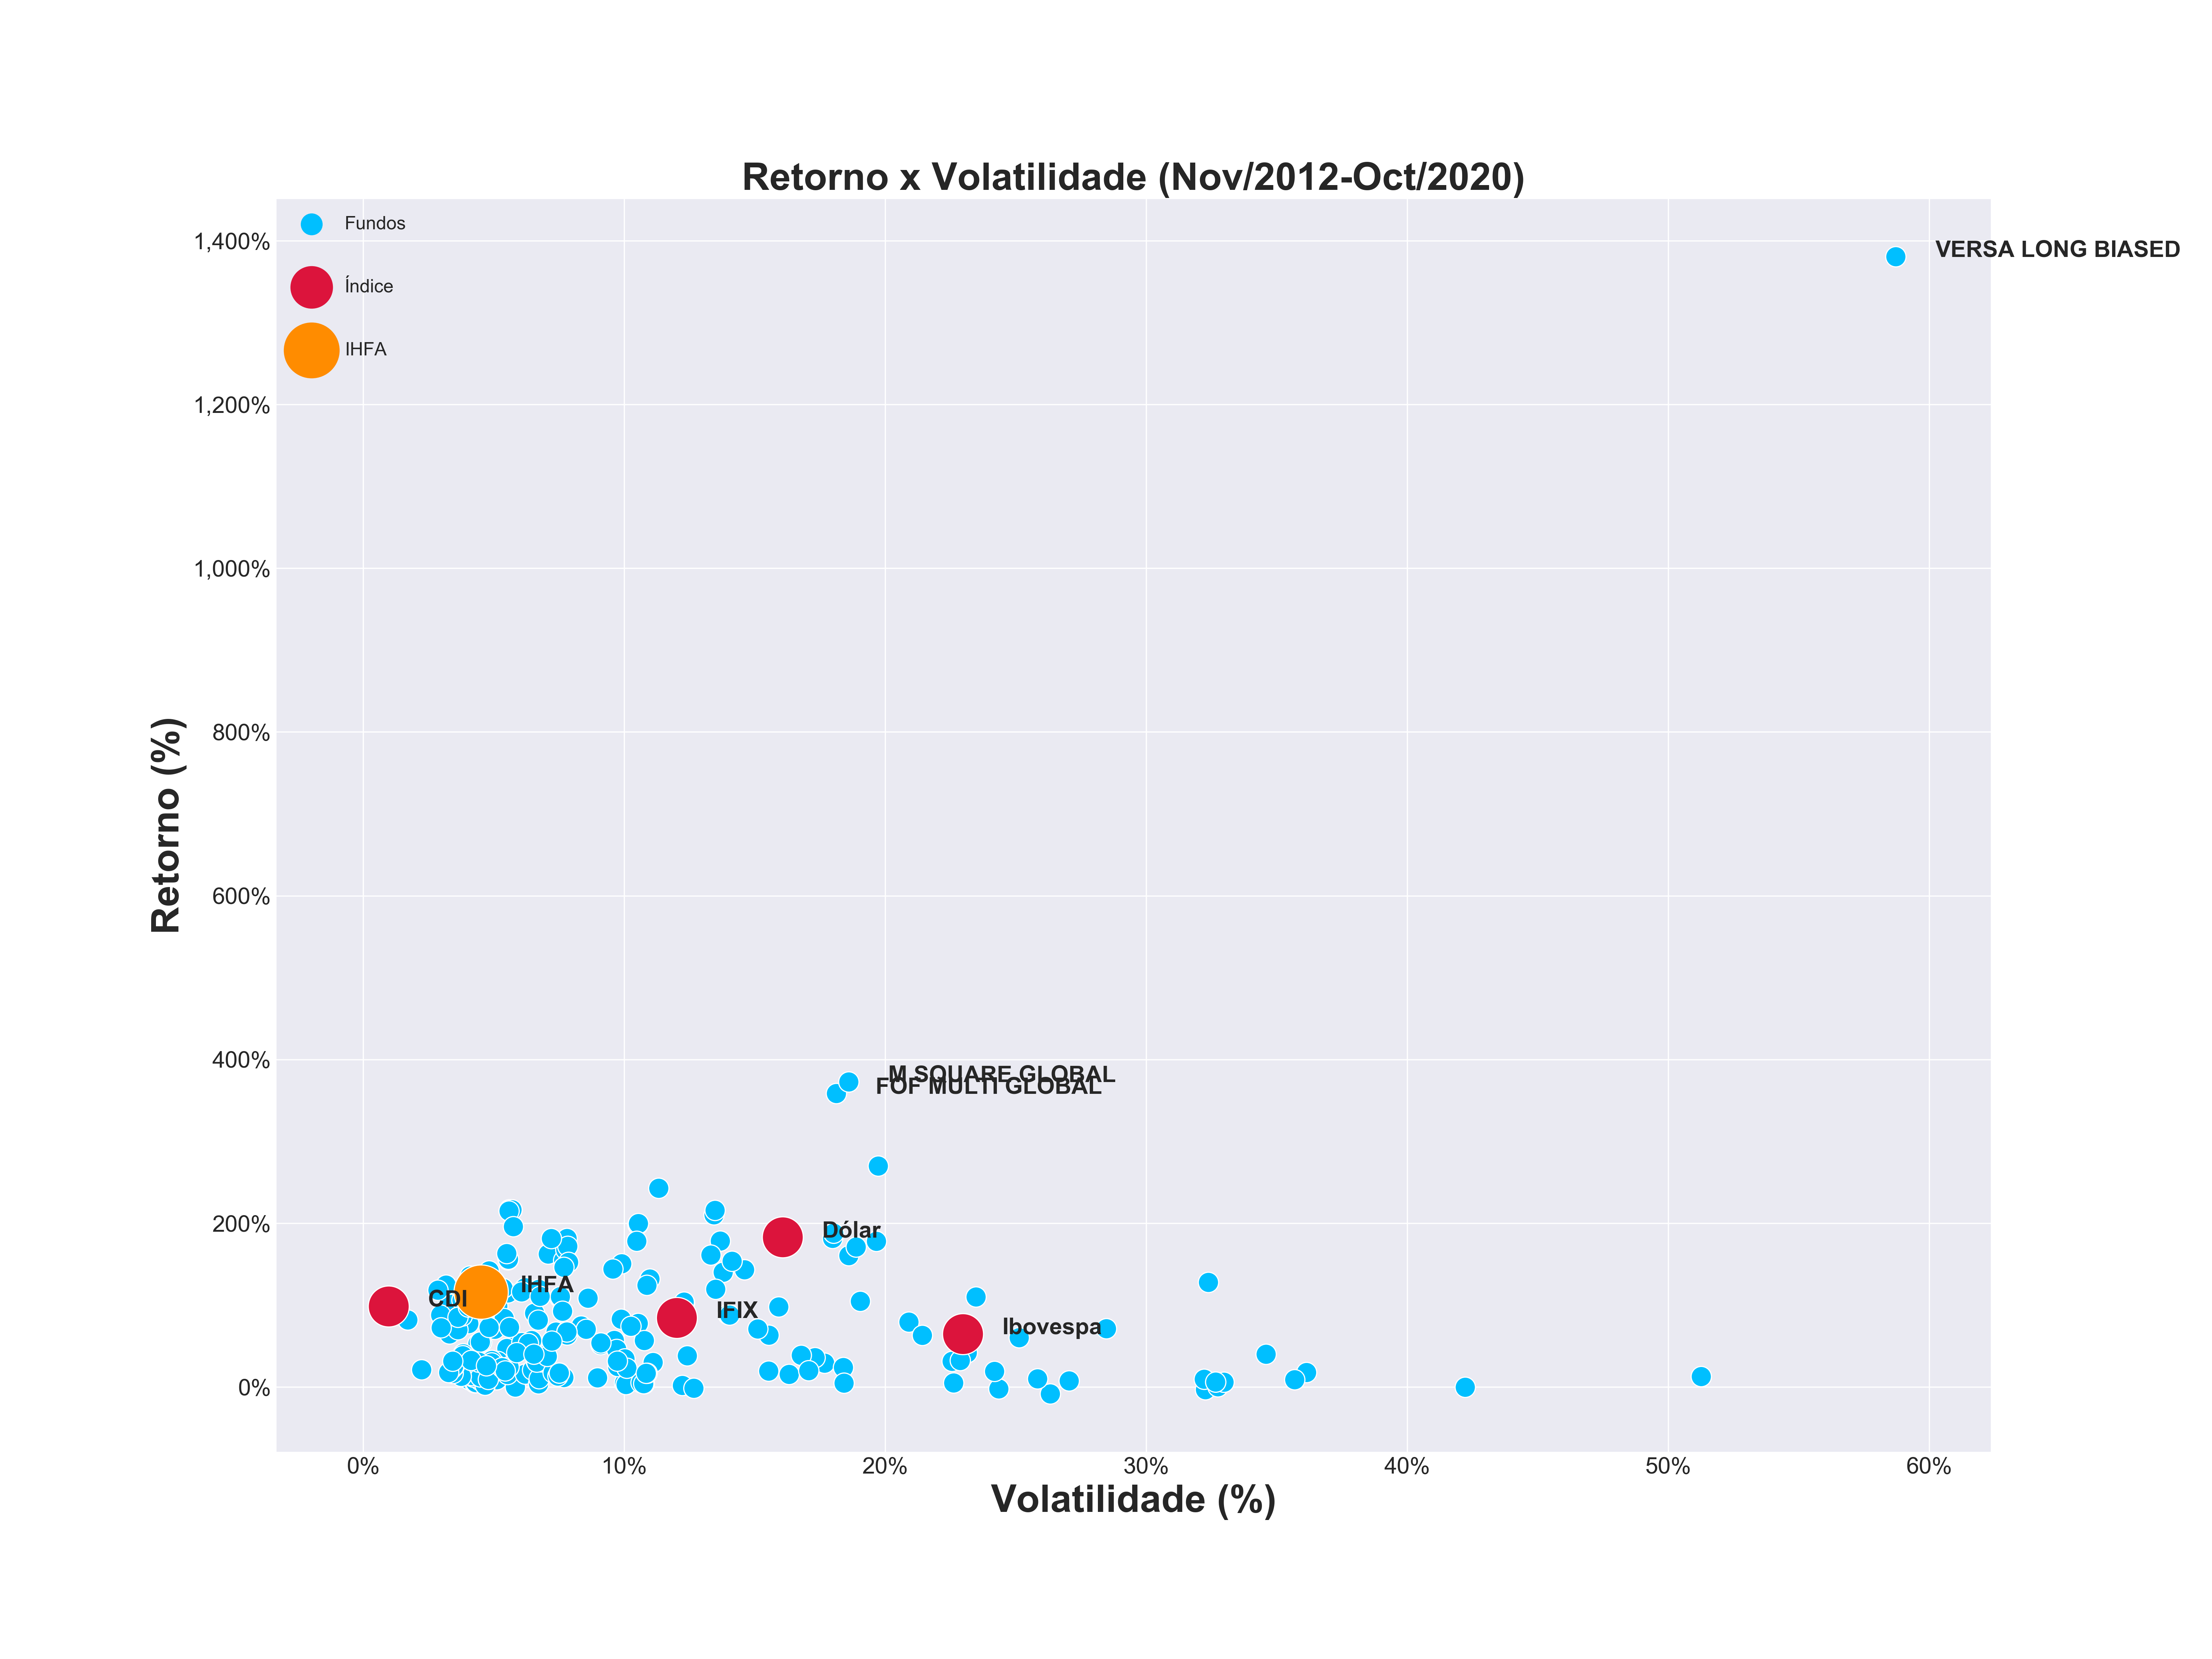 Retorno x Volatilidade (Nov/2012-Oct/2020)
Fundos
Índice
IHFA
1,400%
1,200%
1,000%
800%
600%
400%
200%
0%
Retorno (%)
VERSA LONG BIASED
M SQUARE GLOBAL
FOF MULTI GLOBAL
Dólar
IHFA
CDI
IFIX
Ibovespa
0%
10%
20%
30%
40%
50%
60%
Volatilidade (%)